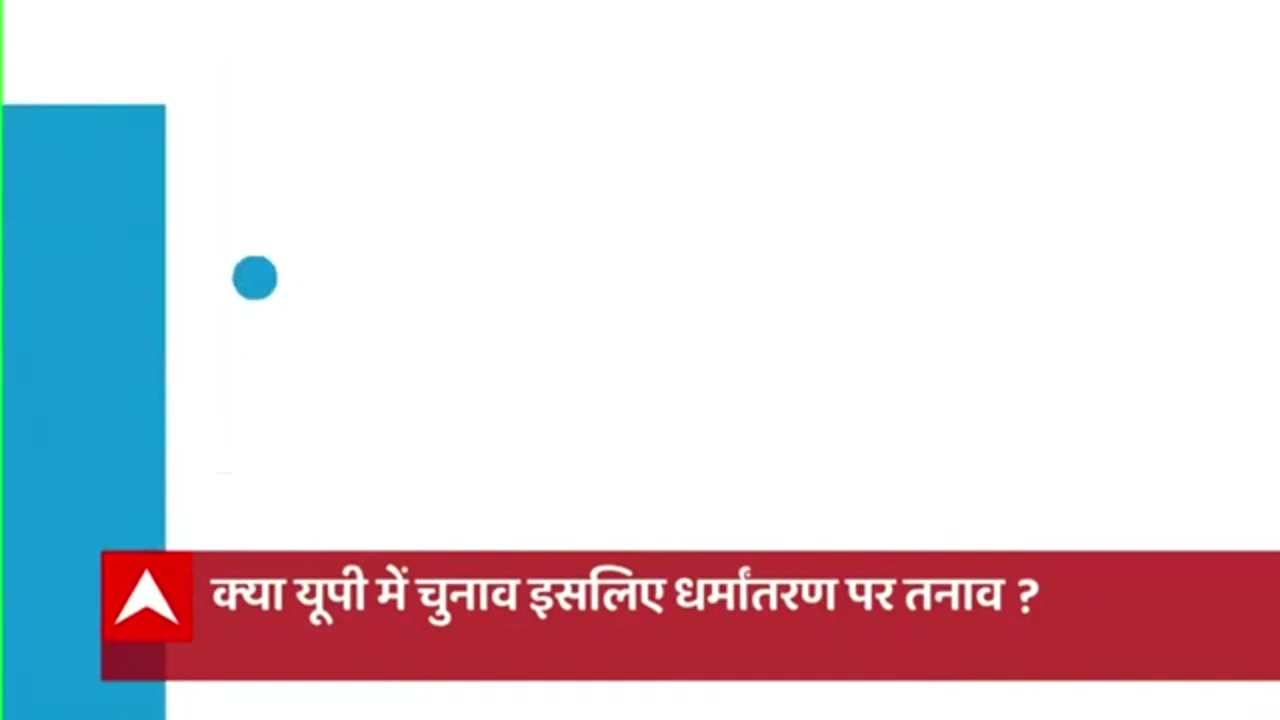 क्या यूपी में चुनाव इसलिए धर्मांतरण पर तनाव ?